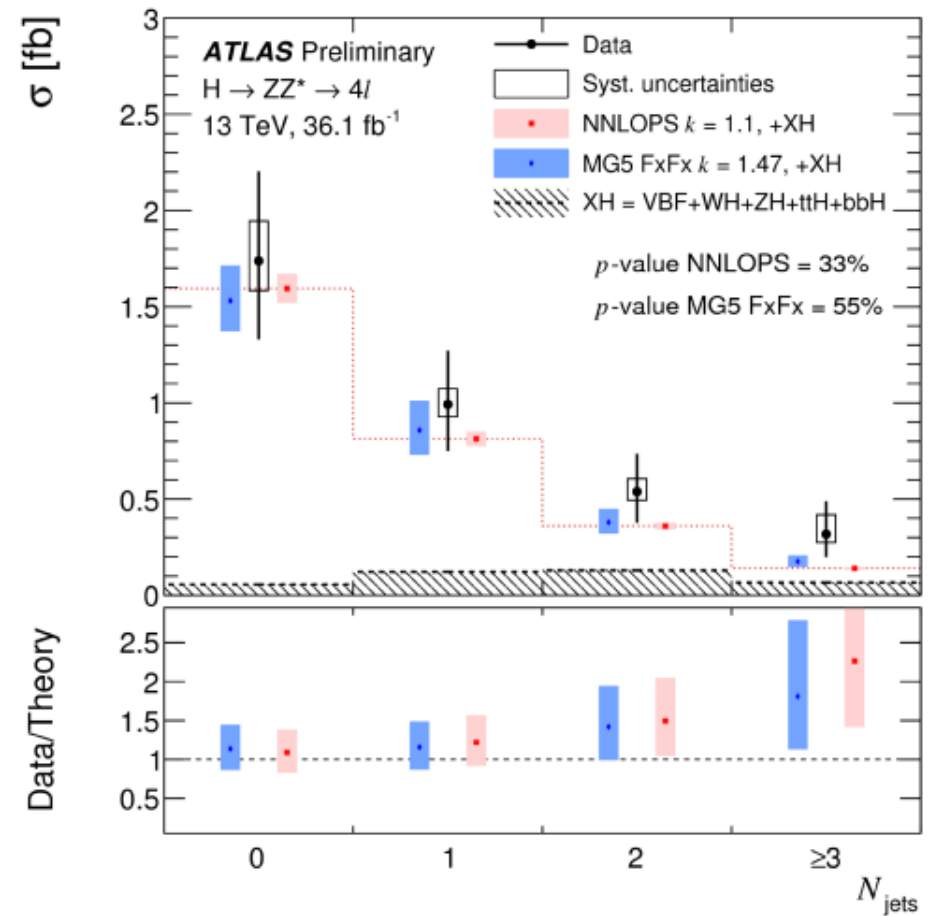 σ [fb]
3
2.5
2
1.5
1
0.5
0
ATLAS Preliminary
H → ZZ* → 4l
13 TeV, 36.1 fb⁻¹
Data
Syst. uncertainties
NNLOPS k = 1.1, +XH
MG5 FxFx k = 1.47, +XH
XH = VBF+WH+ZH+ttH+bbH
p-value NNLOPS = 33%
p-value MG5 FxFx = 55%
Data/Theory
2.5
2
1.5
1
0.5
0 1 2 ≥3
N jets